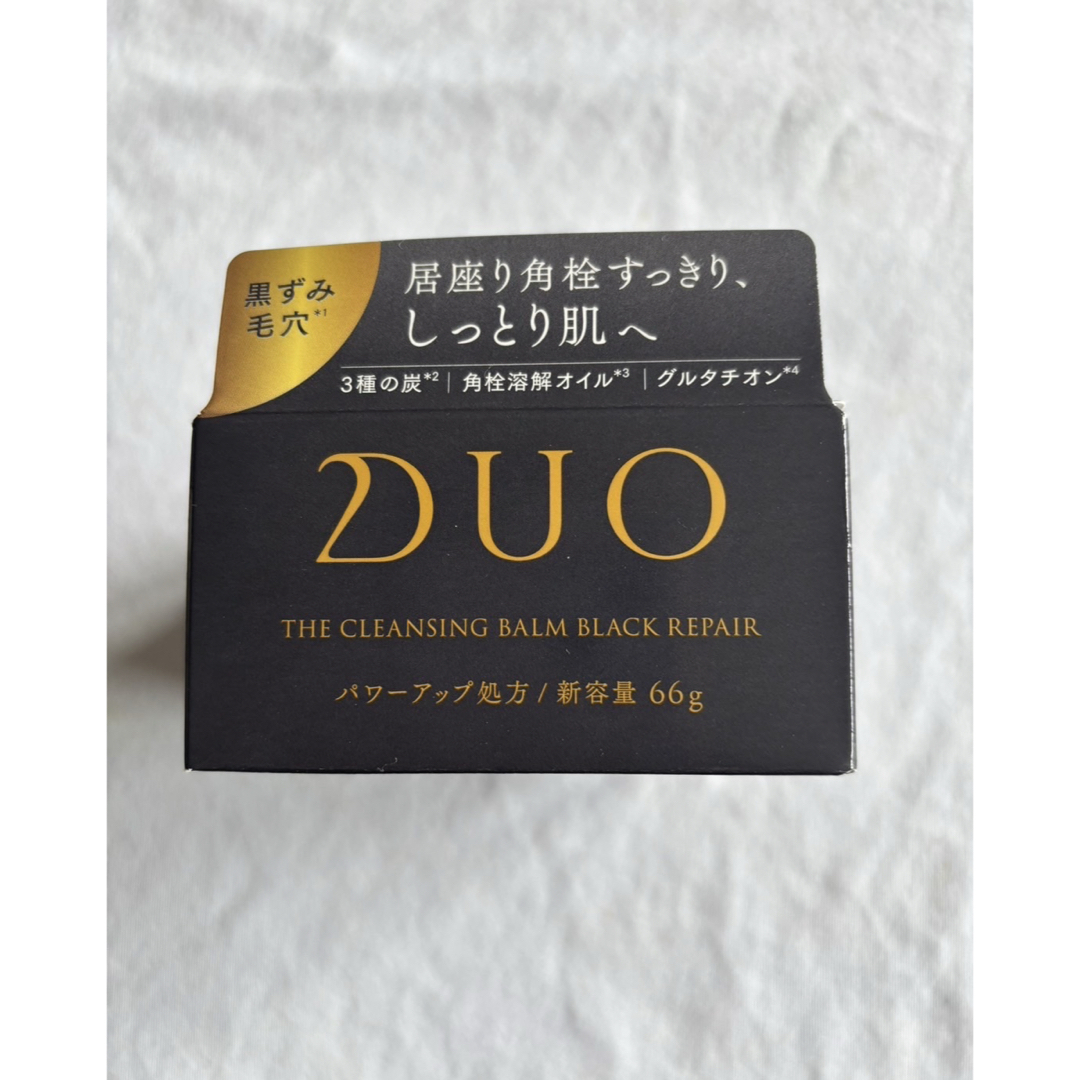 黒ずみ
毛穴*1
居座り角栓すっきり、
しっとり肌へ
3種の炭*2 | 角栓溶解オイル*3 | グルタチオン*4
DUO
THE CLEANSING BALM BLACK REPAIR
パワーアップ処方 / 新容量 66g